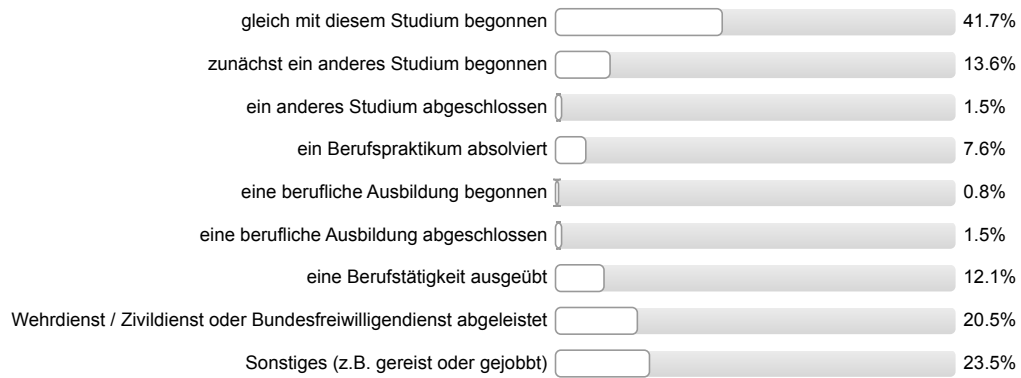 gleich mit diesem Studium begonnen 41.7%
zunächst ein anderes Studium begonnen 13.6%
ein anderes Studium abgeschlossen 1.5%
ein Berufspraktikum absolviert 7.6%
eine berufliche Ausbildung begonnen 0.8%
eine berufliche Ausbildung abgeschlossen 1.5%
eine Berufstätigkeit ausgeübt 12.1%
Wehrdienst / Zivildienst oder Bundesfreiwilligendienst abgeleistet 20.5%
Sonstiges (z.B. gereist oder gejobbt) 23.5%